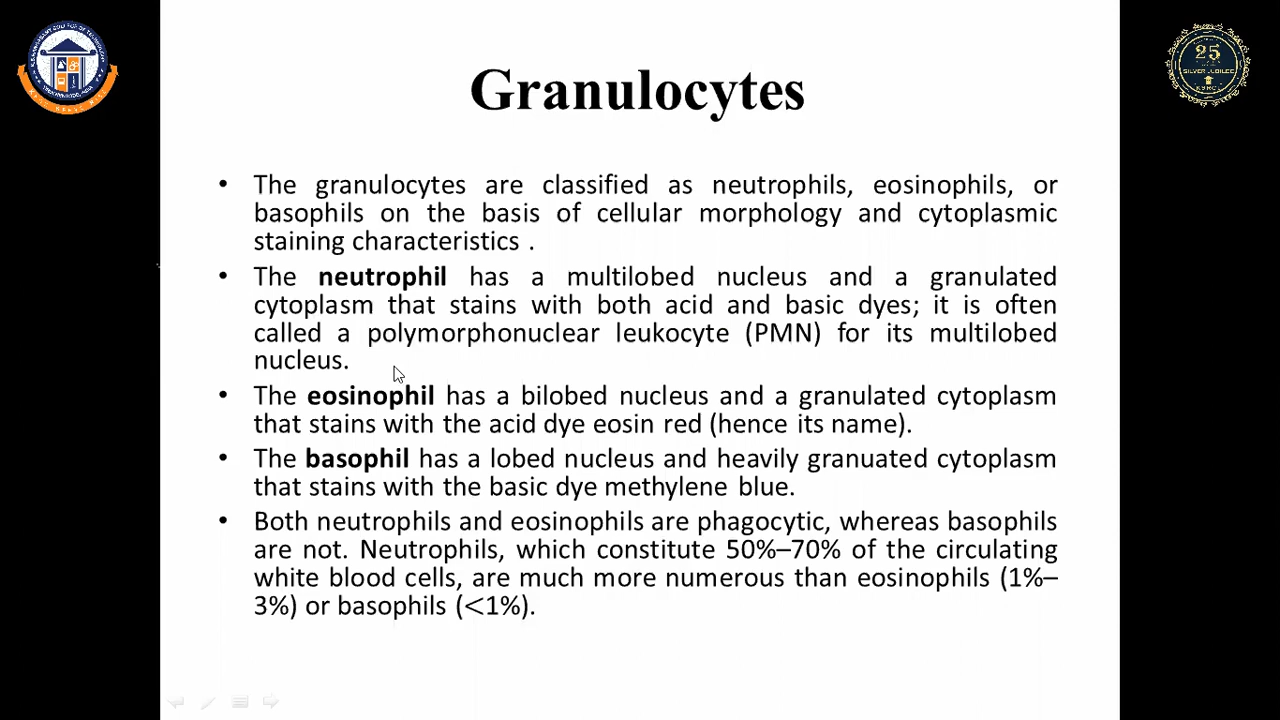 Granulocytes
• The granulocytes are classified as neutrophils, eosinophils, or
basophils on the basis of cellular morphology and cytoplasmic
staining characteristics .
• The neutrophil has a multilobed nucleus and a granulated
cytoplasm that stains with both acid and basic dyes; it is often
called a polymorphonuclear leukocyte (PMN) for its multilobed
nucleus.
• The eosinophil has a bilobed nucleus and a granulated cytoplasm
that stains with the acid dye eosin red (hence its name).
• The basophil has a lobed nucleus and heavily granuated cytoplasm
that stains with the basic dye methylene blue.
• Both neutrophils and eosinophils are phagocytic, whereas basophils
are not. Neutrophils, which constitute 50%–70% of the circulating
white blood cells, are much more numerous than eosinophils (1%–
3%) or basophils (<1%).
25
SILVER JUBILEE